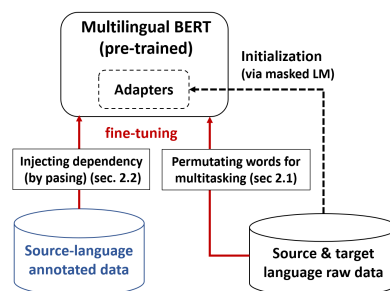 Multilingual BERT
(pre-trained)
Adapters
Initialization
(via masked LM)
fine-tuning
Injecting dependency
(by pasing) (sec. 2.2)
Permutating words for
multitasking (sec 2.1)
Source-language
annotated data
Source & target
language raw data